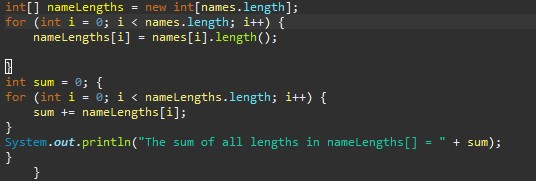 int[] nameLengths = new int[names.length];
for (int i = 0; i < names.length; i++) {
    nameLengths[i] = names[i].length();

}
int sum = 0; {
for (int i = 0; i < nameLengths.length; i++) {
    sum += nameLengths[i];
}
System.out.println("The sum of all lengths in nameLengths[] = " + sum);
}
    }